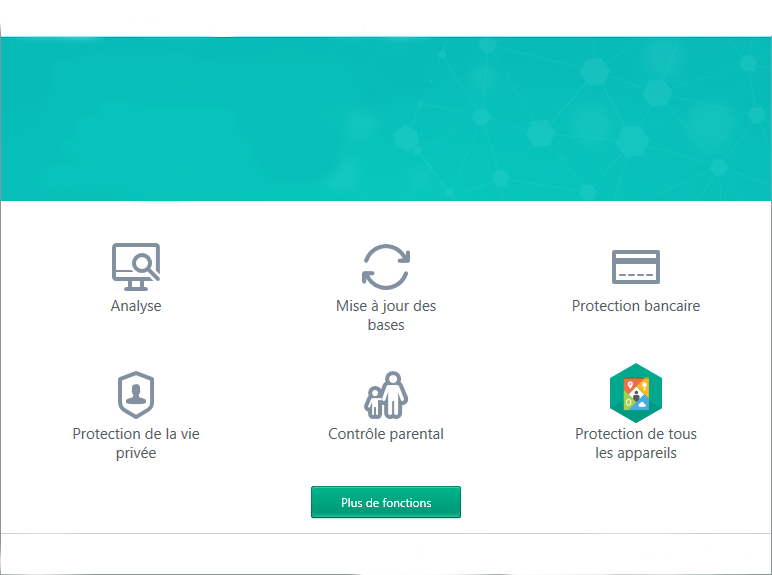 Analyse
Mise à jour des
bases
Protection bancaire
Protection de la vie
privée
Contrôle parental
Protection de tous
les appareils
Plus de fonctions